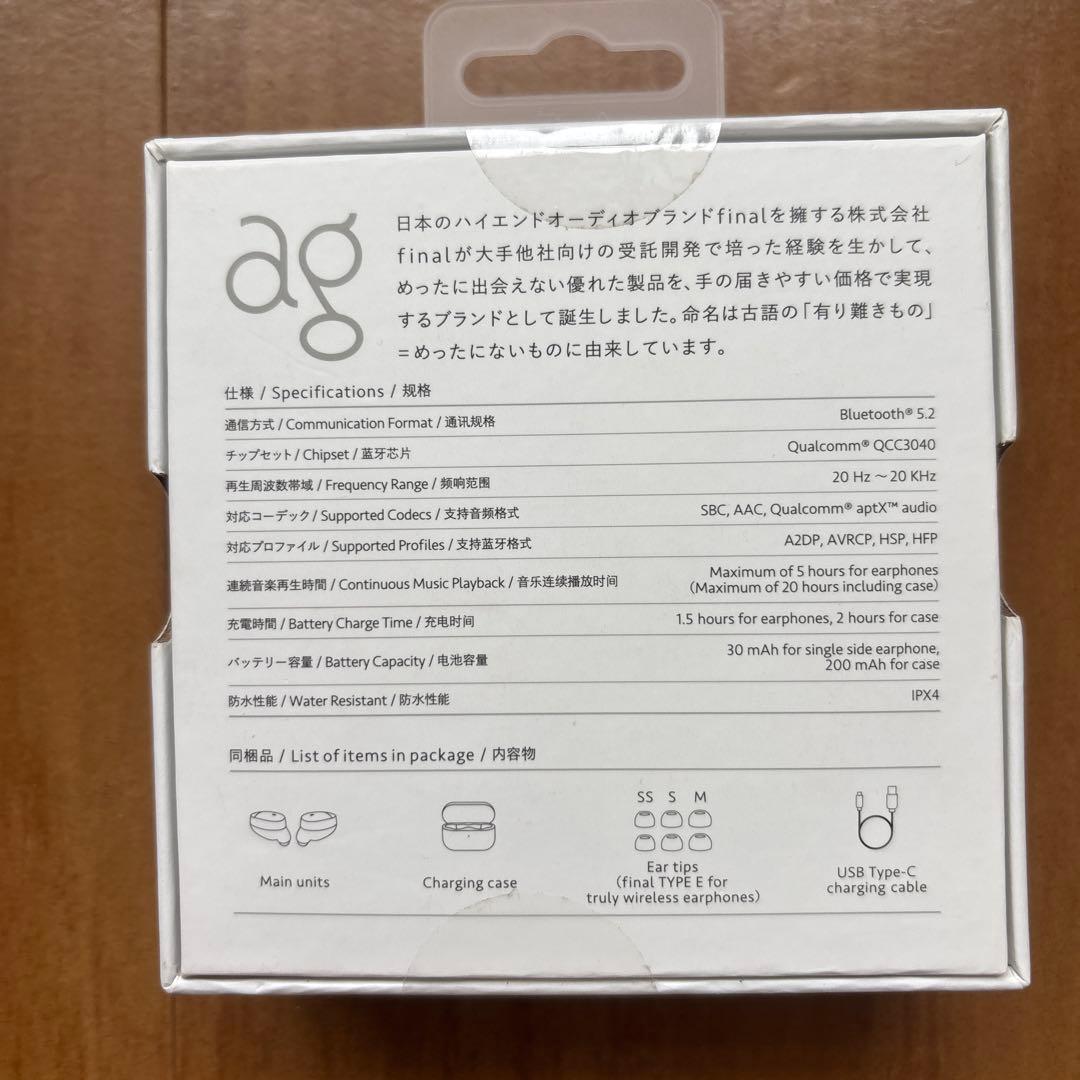 ag
日本のハイエンドオーディオブランドfinalを擁する株式会社
finalが大手他社向けの受託開発で培った経験を生かして、
めったに出会えない優れた製品を、手の届きやすい価格で実現
するブランドとして誕生しました。命名は古語の「有り難きもの」
=めったにないものに由来しています。
仕様 / Specifications / 规格
通信方式 / Communication Format / 通讯规格 Bluetooth® 5.2
チップセット / Chipset / 蓝牙芯片 Qualcomm® QCC3040
再生周波数帯域 / Frequency Range / 频响范围 20 Hz ～ 20 KHz
対応コーデック / Supported Codecs / 支持音频格式 SBC, AAC, Qualcomm® aptX™ audio
対応プロファイル / Supported Profiles / 支持蓝牙格式 A2DP, AVRCP, HSP, HFP
連続音楽再生時間 / Continuous Music Playback / 音乐连续播放时间 Maximum of 5 hours for earphones
(Maximum of 20 hours including case)
充電時間 / Battery Charge Time / 充电时间 1.5 hours for earphones, 2 hours for case
バッテリー容量 / Battery Capacity / 电池容量 30 mAh for single side earphone,
200 mAh for case
防水性能 / Water Resistant / 防水性能 IPX4
同梱品 / List of items in package / 内容物
SS S M
Main units
Charging case
Ear tips
(final TYPE E for
truly wireless earphones)
USB Type-C
charging cable